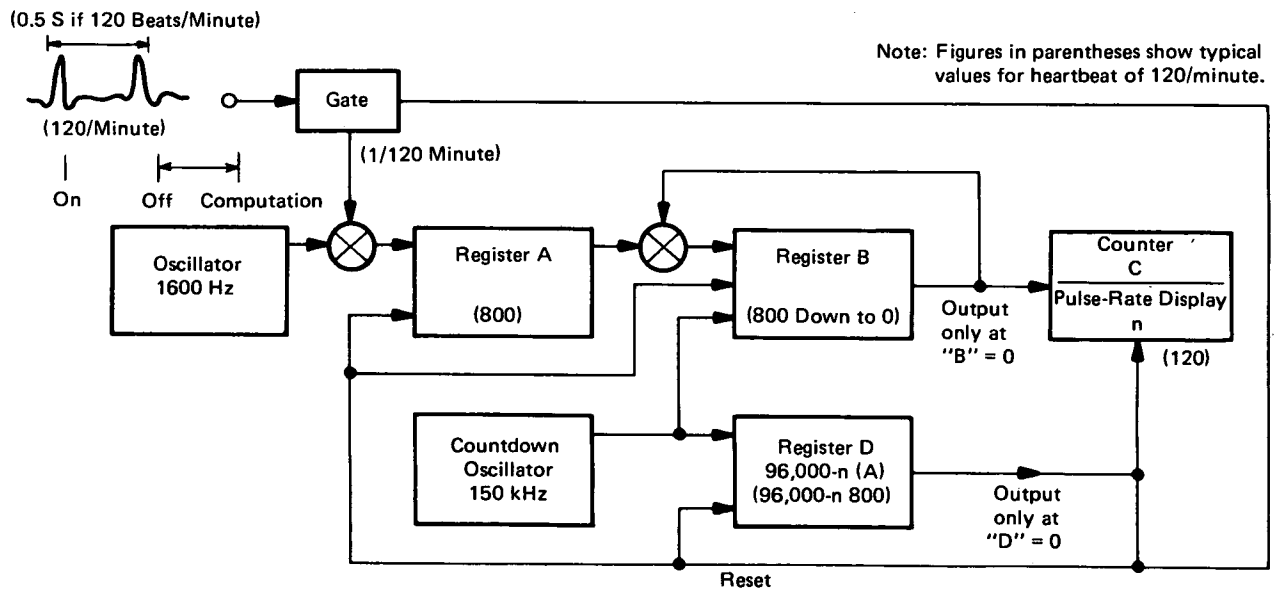 (0.5 S if 120 Beats/Minute)
Note: Figures in parentheses show typical
values for heartbeat of 120/minute.
Gate
(120/Minute)
(1/120 Minute)
On
Off
Computation
Oscillator
1600 Hz
Register A
(800)
Register B
(800 Down to 0)
Output
only at
"B" = 0
Counter
C
Pulse-Rate Display
n
(120)
Countdown
Oscillator
150 kHz
Register D
96,000-n (A)
(96,000-n 800)
Output
only at
"D" = 0
Reset